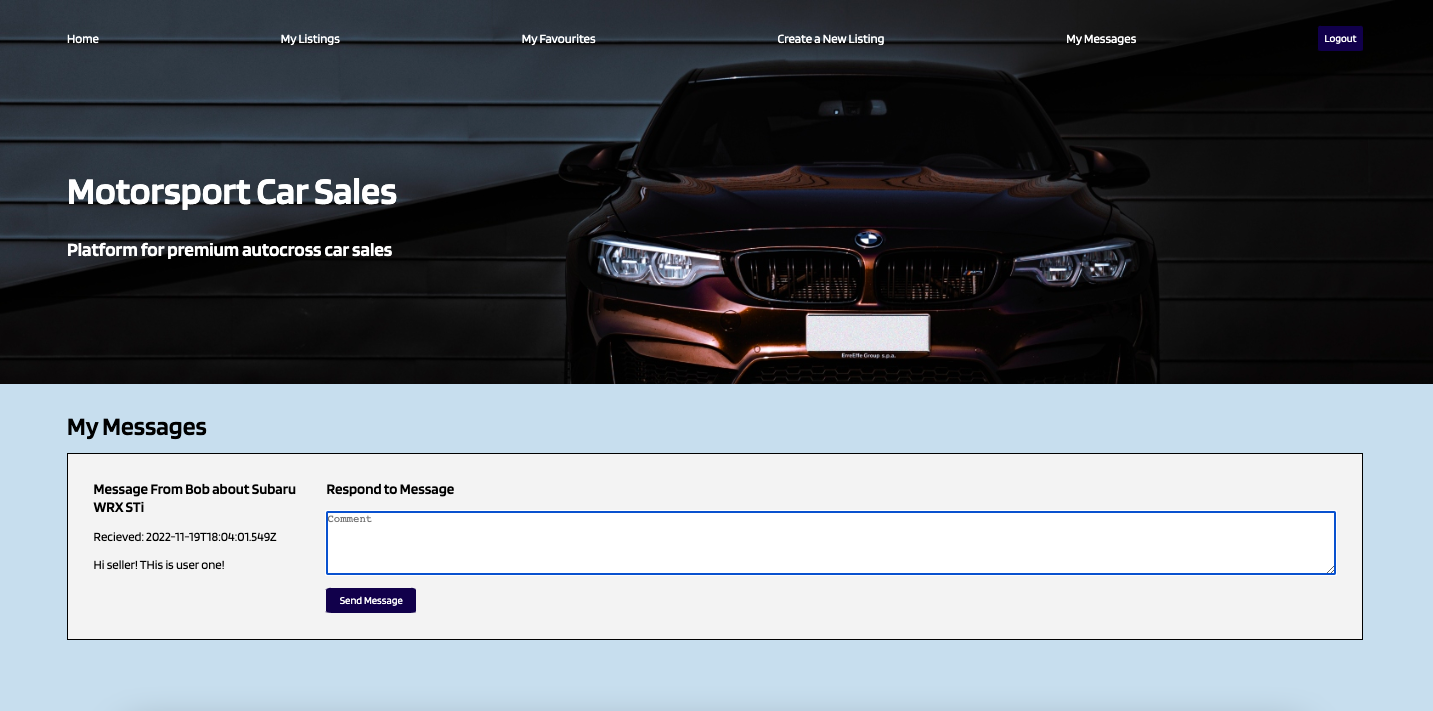 Home My Listings My Favourites Create a New Listing My Messages Logout
Motorsport Car Sales
Platform for premium autocross car sales
ErreEffe Group s.p.a.
My Messages
Message From Bob about Subaru
WRX STi
Recieved: 2022-11-19T18:04:01.549Z
Hi seller! THis is user one!
Respond to Message
Comment
Send Message